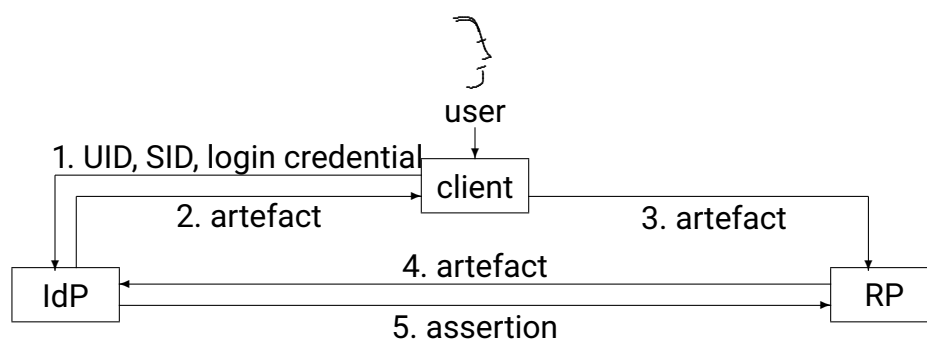 user
1. UID, SID, login credential
client
2. artefact
3. artefact
4. artefact
IdP
RP
5. assertion